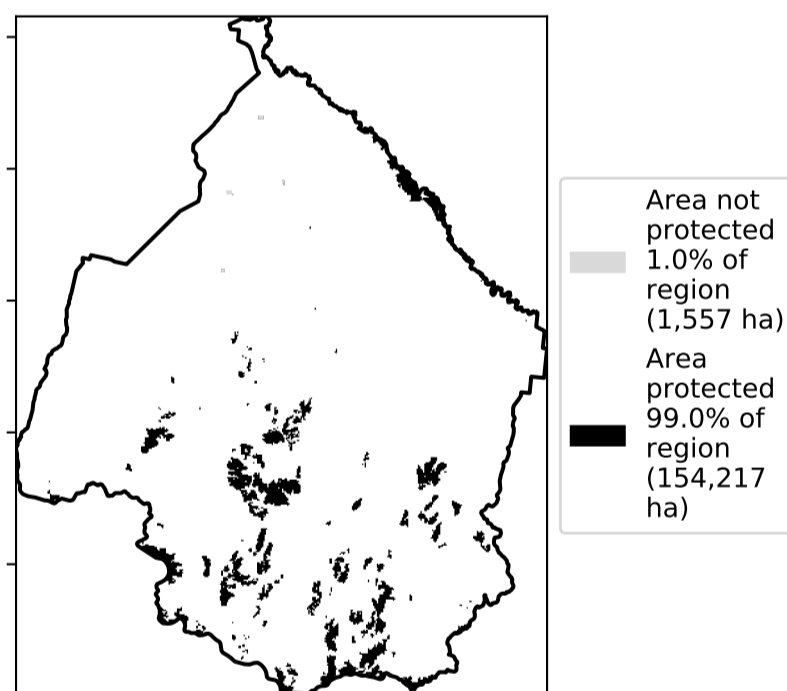 Area not
protected
1.0% of
region
(1,557 ha)
Area
protected
99.0% of
region
(154,217
ha)